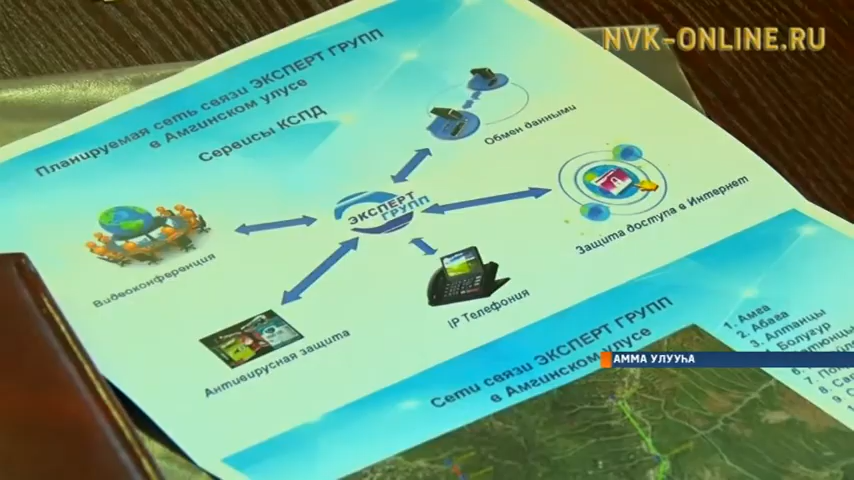 NVK-ONLINE.RU
Планируемая сеть связи ЭКСПЕРТ ГРУПП
в Амгинском улусе
Сервисы КСПД
Обмен данными
ЭКСПЕРТ
ГРУПП
Защита доступа в Интернет
Видеоконференция
IP Телефония
Антивирусная защита
Сети связи ЭКСПЕРТ ГРУПП
в Амгинском улусе
1. Амга
2. Абага
3. Алтанцы
Болугур
АММА УЛУУҺА